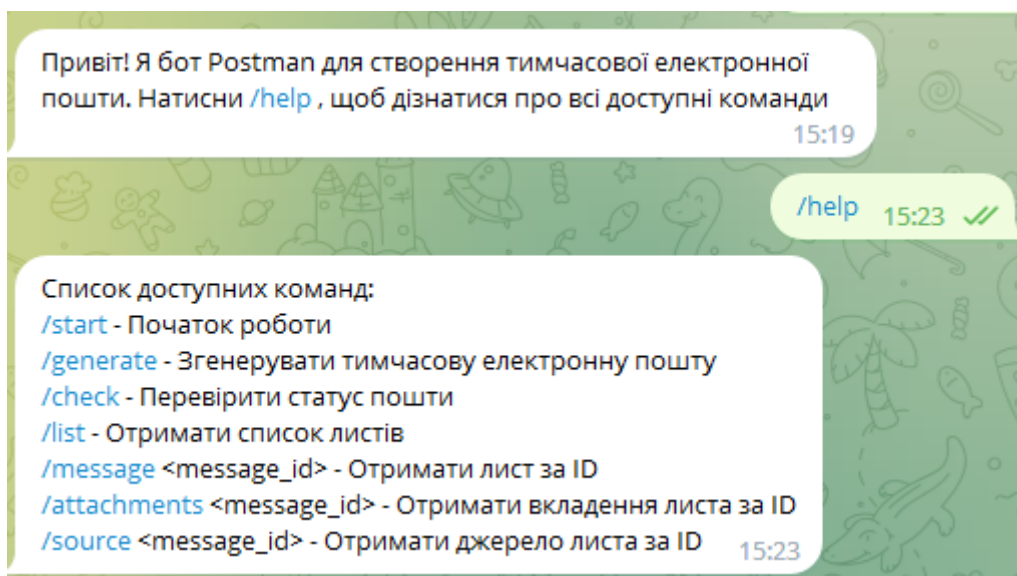 Привіт! Я бот Postman для створення тимчасової електронної
пошти. Натисни /help , щоб дізнатися про всі доступні команди
15:19
/help 15:23
Список доступних команд:
/start - Початок роботи
/generate - Згенерувати тимчасову електронну пошту
/check - Перевірити статус пошти
/list - Отримати список листів
/message <message_id> - Отримати лист за ID
/attachments <message_id> - Отримати вкладення листа за ID
/source <message_id> - Отримати джерело листа за ID 15:23